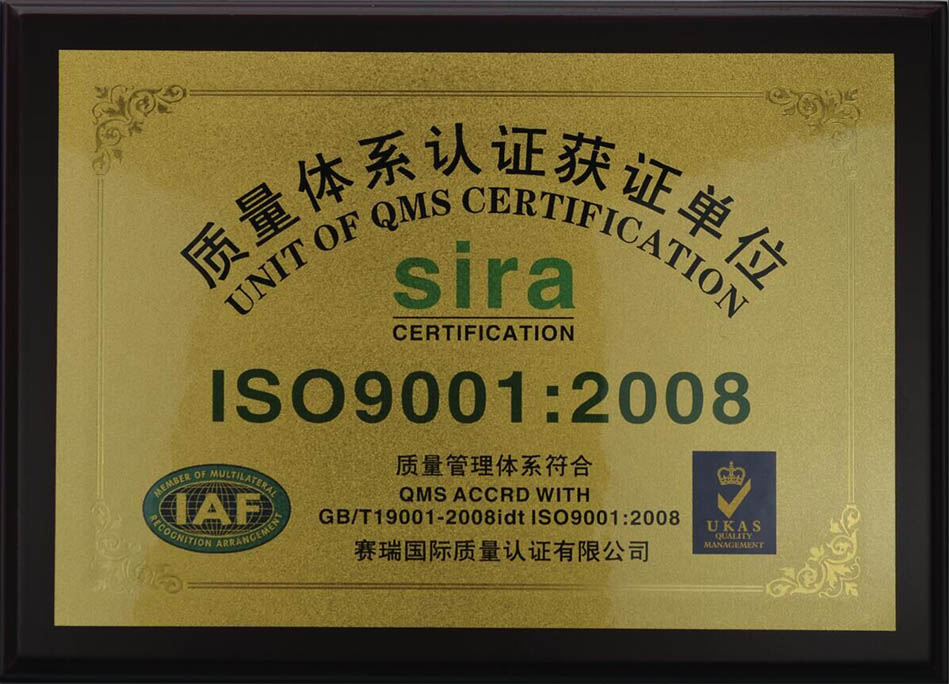 质量体系认证获证单位
UNIT OF QMS CERTIFICATION
sira
CERTIFICATION
ISO9001:2008
质量管理体系符合
QMS ACCRD WITH
GB/T19001-2008idt ISO9001:2008
赛瑞国际质量认证有限公司
MEMBER OF MULTILATERAL
IAF
RECOGNITION ARRANGEMENT
UKAS
QUALITY
MANAGEMENT